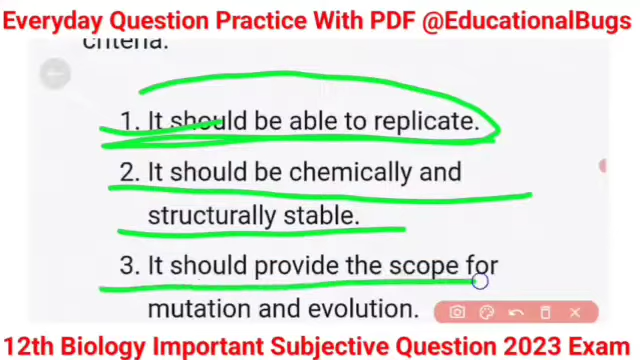 Everyday Question Practice With PDF @EducationalBugs
criteria:
1. It should be able to replicate.
2. It should be chemically and
structurally stable.
3. It should provide the scope for
mutation and evolution.
12th Biology Important Subjective Question 2023 Exam